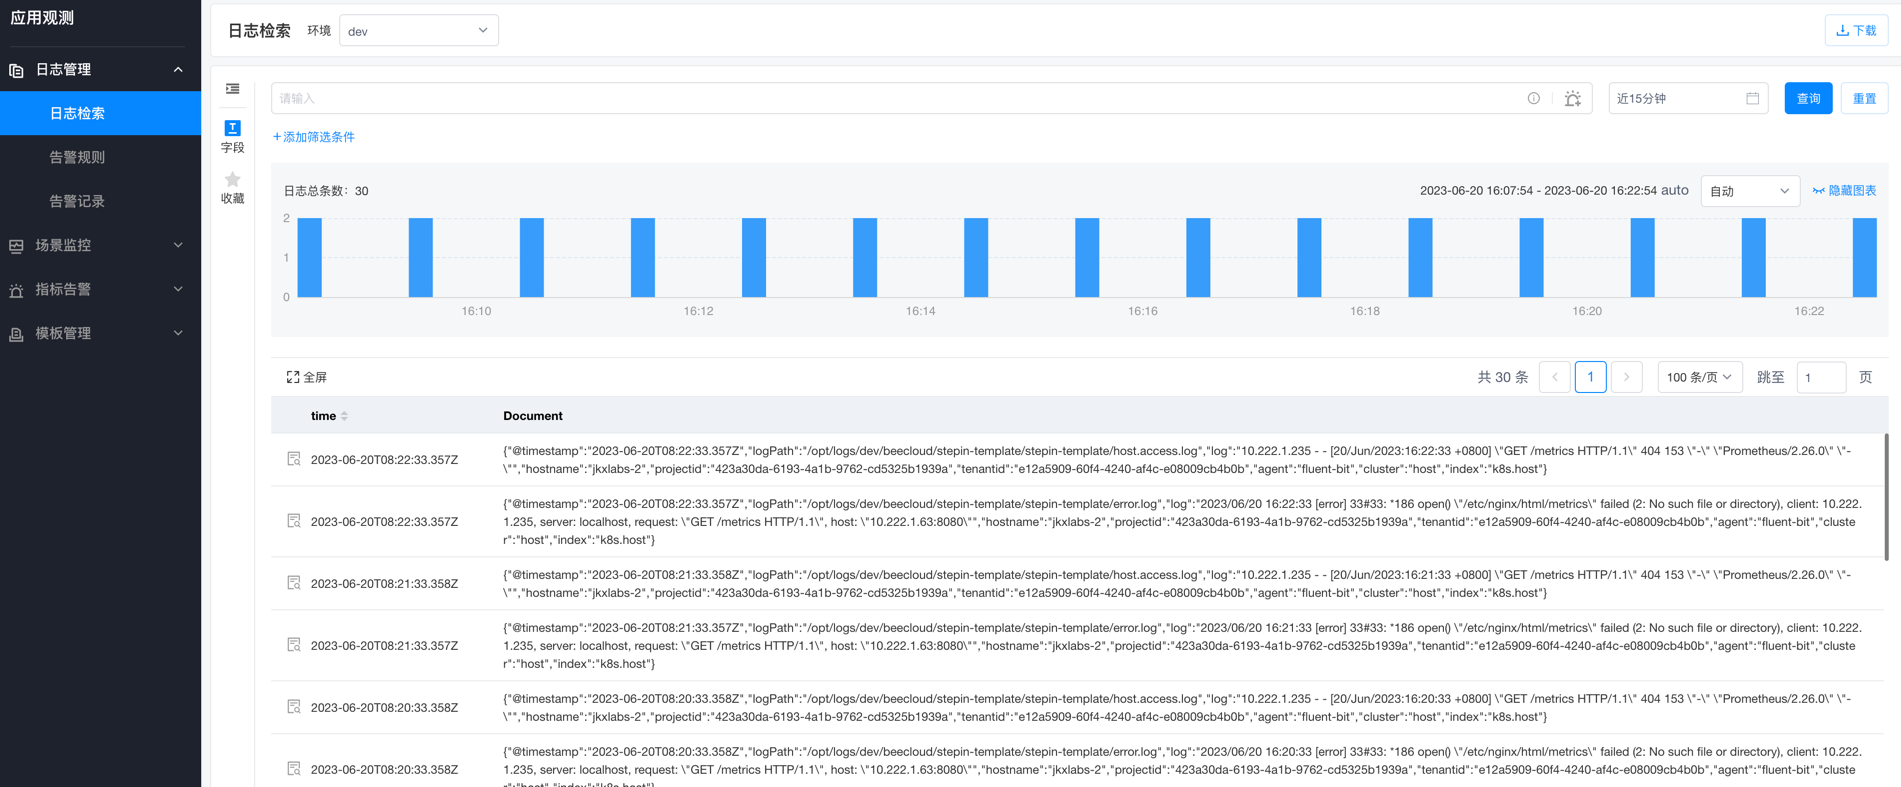 应用观测
日志管理
日志检索
告警规则
告警记录
场景监控
指标告警
模板管理
日志检索 环境 dev
下载
字段
收藏
请输入
近15分钟
查询
重置
+添加筛选条件
日志总条数：30
2023-06-20 16:07:54 - 2023-06-20 16:22:54 auto
自动
隐藏图表
2
1
0
16:10 16:12 16:14 16:16 16:18 16:20 16:22
全屏
共 30 条 < 1 > 100 条/页 跳至 1 页
time Document
2023-06-20T08:22:33.357Z
{"@timestamp":"2023-06-20T08:22:33.357Z","logPath":"/opt/logs/dev/beecloud/stepin-template/stepin-template/host.access.log","log":"10.222.1.235 - - [20/Jun/2023:16:22:33 +0800] \"GET /metrics HTTP/1.1\" 404 153 \"-\" \"Prometheus/2.26.0\" \"-
\"","hostname":"jkxlabs-2","projectid":"423a30da-6193-4a1b-9762-cd5325b1939a","tenantid":"e12a5909-60f4-4240-af4c-e08009cb4b0b","agent":"fluent-bit","cluster":"host","index":"k8s.host"}
2023-06-20T08:22:33.357Z
{"@timestamp":"2023-06-20T08:22:33.357Z","logPath":"/opt/logs/dev/beecloud/stepin-template/stepin-template/error.log","log":"2023/06/20 16:22:33 [error] 33#33: *186 open() \"/etc/nginx/html/metrics\" failed (2: No such file or directory), client: 10.222.
1.235, server: localhost, request: \"GET /metrics HTTP/1.1\", host: \"10.222.1.63:8080\"","hostname":"jkxlabs-2","projectid":"423a30da-6193-4a1b-9762-cd5325b1939a","tenantid":"e12a5909-60f4-4240-af4c-e08009cb4b0b","agent":"fluent-bit","cluste
r":"host","index":"k8s.host"}
2023-06-20T08:21:33.358Z
{"@timestamp":"2023-06-20T08:21:33.358Z","logPath":"/opt/logs/dev/beecloud/stepin-template/stepin-template/host.access.log","log":"10.222.1.235 - - [20/Jun/2023:16:21:33 +0800] \"GET /metrics HTTP/1.1\" 404 153 \"-\" \"Prometheus/2.26.0\" \"-
\"","hostname":"jkxlabs-2","projectid":"423a30da-6193-4a1b-9762-cd5325b1939a","tenantid":"e12a5909-60f4-4240-af4c-e08009cb4b0b","agent":"fluent-bit","cluster":"host","index":"k8s.host"}
2023-06-20T08:21:33.357Z
{"@timestamp":"2023-06-20T08:21:33.357Z","logPath":"/opt/logs/dev/beecloud/stepin-template/stepin-template/error.log","log":"2023/06/20 16:21:33 [error] 33#33: *186 open() \"/etc/nginx/html/metrics\" failed (2: No such file or directory), client: 10.222.
1.235, server: localhost, request: \"GET /metrics HTTP/1.1\", host: \"10.222.1.63:8080\"","hostname":"jkxlabs-2","projectid":"423a30da-6193-4a1b-9762-cd5325b1939a","tenantid":"e12a5909-60f4-4240-af4c-e08009cb4b0b","agent":"fluent-bit","cluste
r":"host","index":"k8s.host"}
2023-06-20T08:20:33.358Z
{"@timestamp":"2023-06-20T08:20:33.358Z","logPath":"/opt/logs/dev/beecloud/stepin-template/stepin-template/host.access.log","log":"10.222.1.235 - - [20/Jun/2023:16:20:33 +0800] \"GET /metrics HTTP/1.1\" 404 153 \"-\" \"Prometheus/2.26.0\" \"-
\"","hostname":"jkxlabs-2","projectid":"423a30da-6193-4a1b-9762-cd5325b1939a","tenantid":"e12a5909-60f4-4240-af4c-e08009cb4b0b","agent":"fluent-bit","cluster":"host","index":"k8s.host"}
2023-06-20T08:20:33.358Z
{"@timestamp":"2023-06-20T08:20:33.358Z","logPath":"/opt/logs/dev/beecloud/stepin-template/stepin-template/error.log","log":"2023/06/20 16:20:33 [error] 33#33: *186 open() \"/etc/nginx/html/metrics\" failed (2: No such file or directory), client: 10.222.
1.235, server: localhost, request: \"GET /metrics HTTP/1.1\", host: \"10.222.1.63:8080\"","hostname":"jkxlabs-2","projectid":"423a30da-6193-4a1b-9762-cd5325b1939a","tenantid":"e12a5909-60f4-4240-af4c-e08009cb4b0b","agent":"fluent-bit","cluste